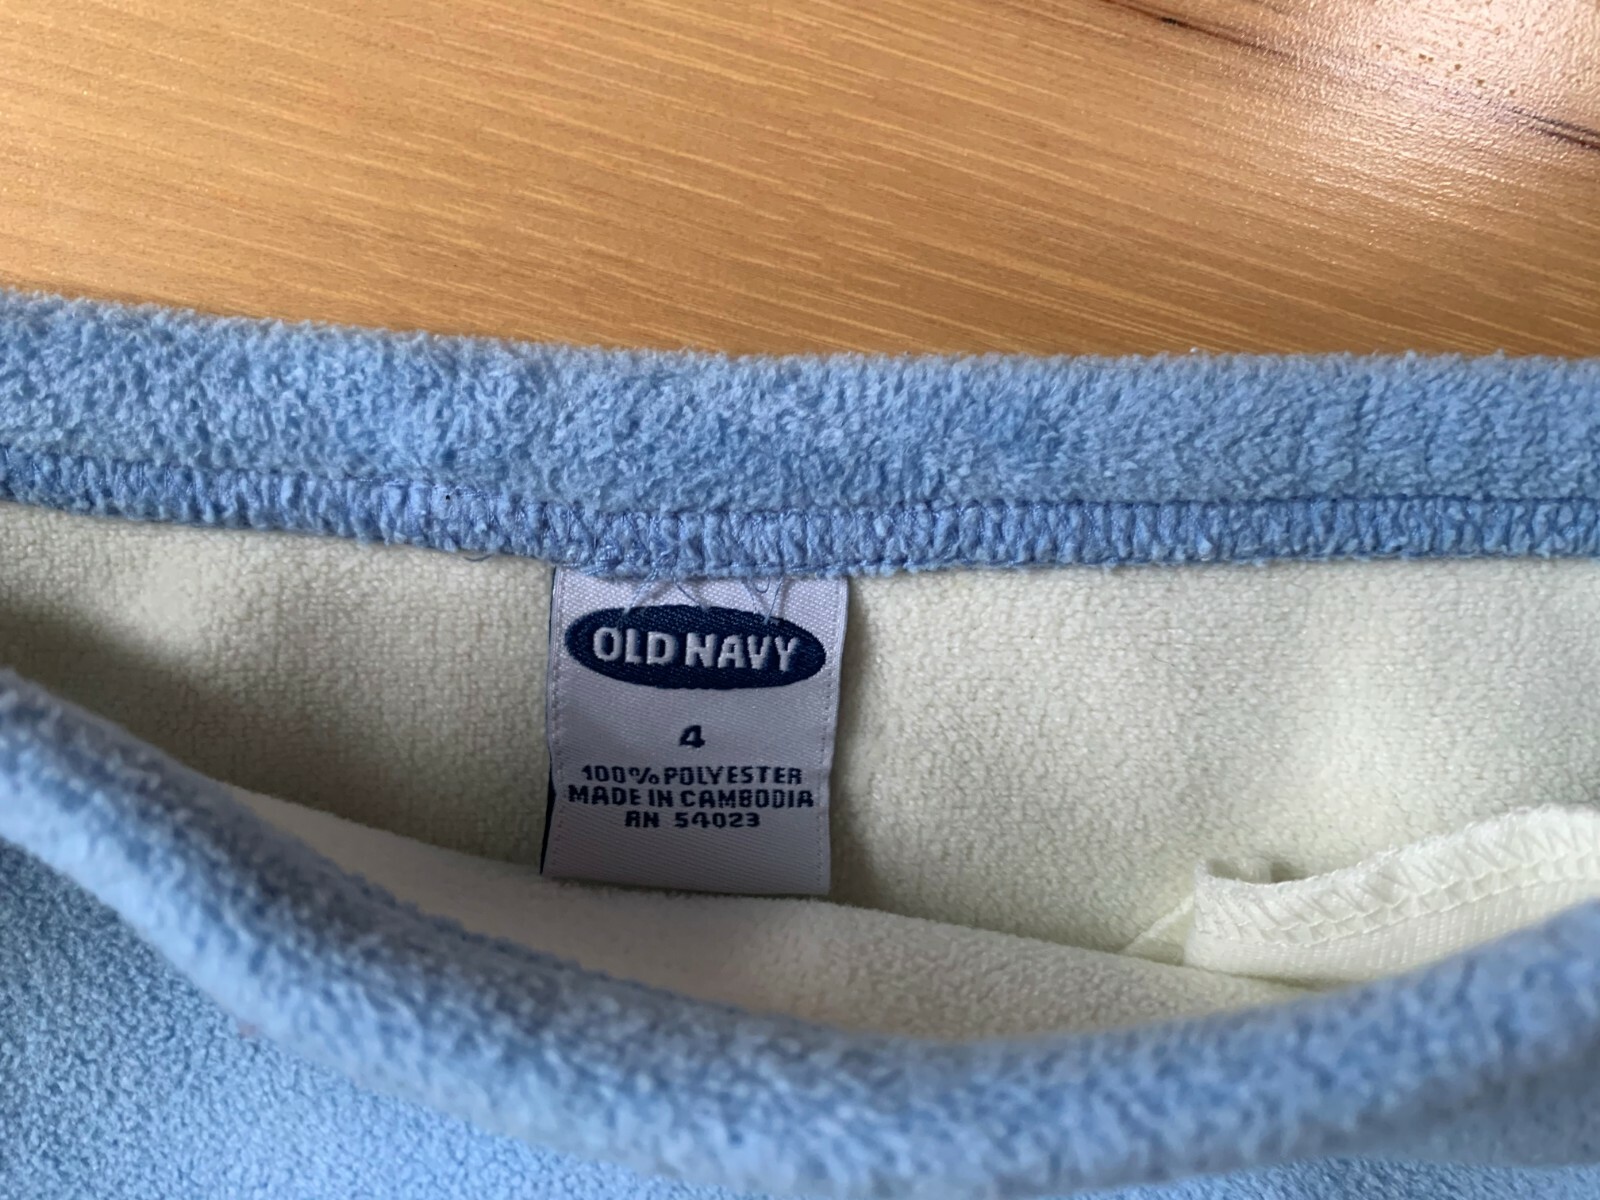 OLD NAVY
4
100% POLYESTER
MADE IN CAMBODIA
RN 54023